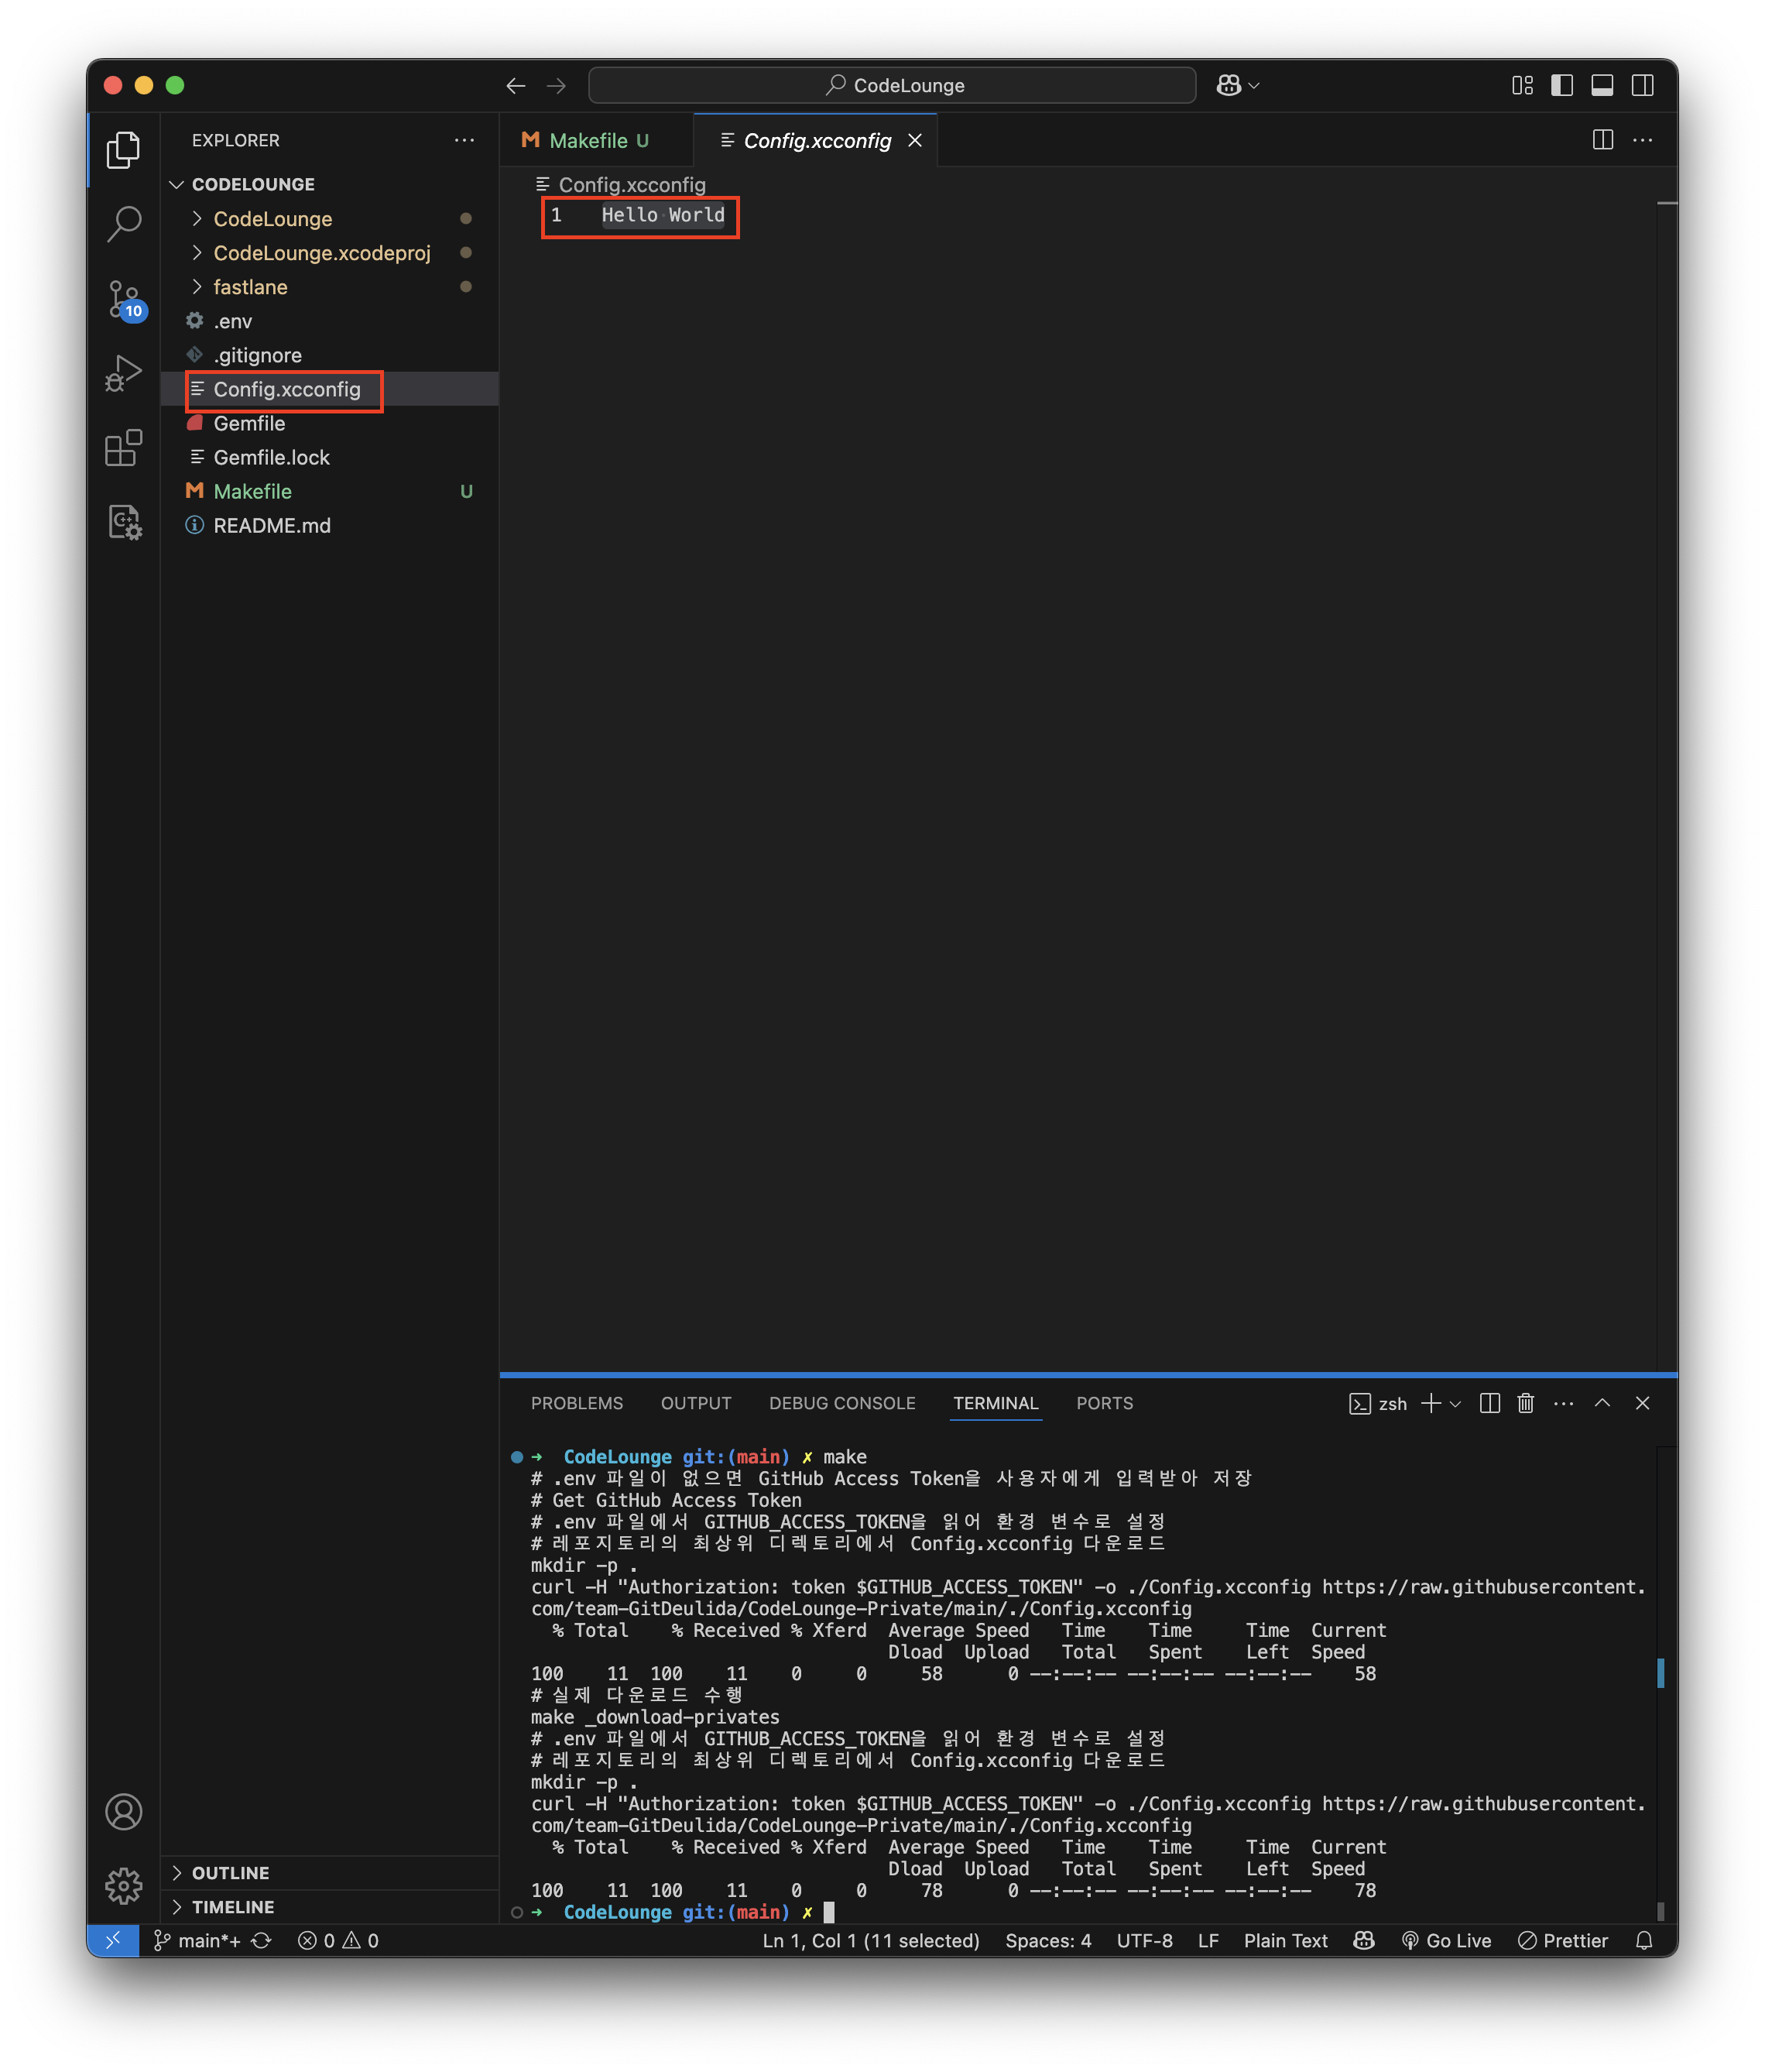 CodeLounge
EXPLORER
CODELOUNGE
CodeLounge
CodeLounge.xcodeproj
fastlane
.env
.gitignore
Config.xcconfig
Gemfile
Gemfile.lock
Makefile U
README.md
10
OUTLINE
TIMELINE
Makefile U
Config.xcconfig
Config.xcconfig
1 Hello World
PROBLEMS OUTPUT DEBUG CONSOLE TERMINAL PORTS
zsh
➜ CodeLounge git:(main) ✗ make
# .env 파일이 없으면 GitHub Access Token을 사용자에게 입력받아 저장
# Get GitHub Access Token
# .env 파일에서 GITHUB_ACCESS_TOKEN을 읽어 환경 변수로 설정
# 레포지토리의 최상위 디렉토리에서 Config.xcconfig 다운로드
mkdir -p .
curl -H "Authorization: token $GITHUB_ACCESS_TOKEN" -o ./Config.xcconfig https://raw.githubusercontent.
com/team-GitDeulida/CodeLounge-Private/main/./Config.xcconfig
% Total % Received % Xferd Average Speed Time Time Time Current
Dload Upload Total Spent Left Speed
100 11 100 11 0 0 58 0 --:--:-- --:--:-- --:--:-- 58
# 실제 다운로드 수행
make _download-privates
# .env 파일에서 GITHUB_ACCESS_TOKEN을 읽어 환경 변수로 설정
# 레포지토리의 최상위 디렉토리에서 Config.xcconfig 다운로드
mkdir -p .
curl -H "Authorization: token $GITHUB_ACCESS_TOKEN" -o ./Config.xcconfig https://raw.githubusercontent.
com/team-GitDeulida/CodeLounge-Private/main/./Config.xcconfig
% Total % Received % Xferd Average Speed Time Time Time Current
Dload Upload Total Spent Left Speed
100 11 100 11 0 0 78 0 --:--:-- --:--:-- --:--:-- 78
➜ CodeLounge git:(main) ✗
main*+ 0 0 Ln 1, Col 1 (11 selected) Spaces: 4 UTF-8 LF Plain Text Go Live Prettier